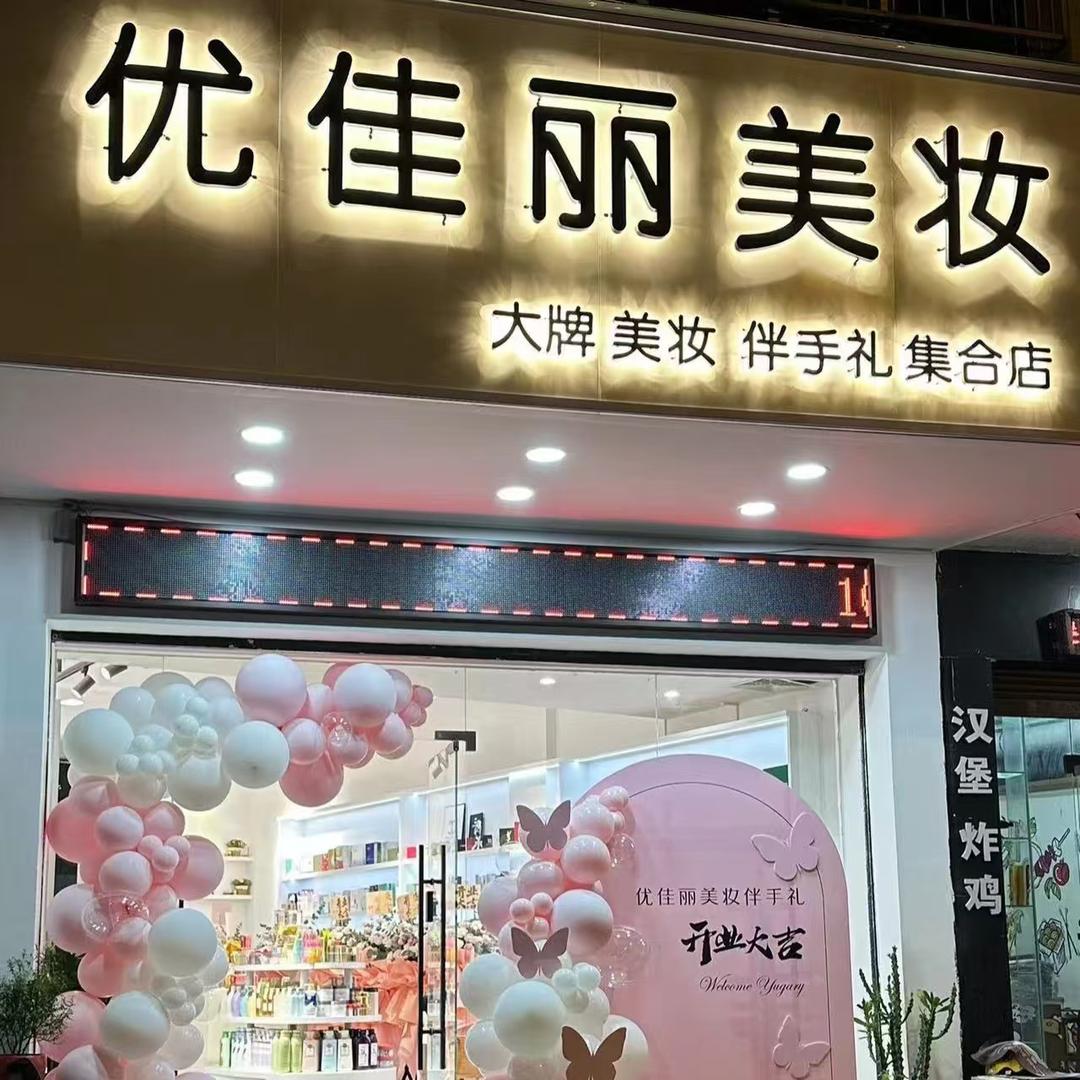 优佳丽美妆
大牌 美妆 伴手礼 集合店
1
优佳丽美妆伴手礼
开业大吉
Welcome Yugary
汉堡 炸鸡